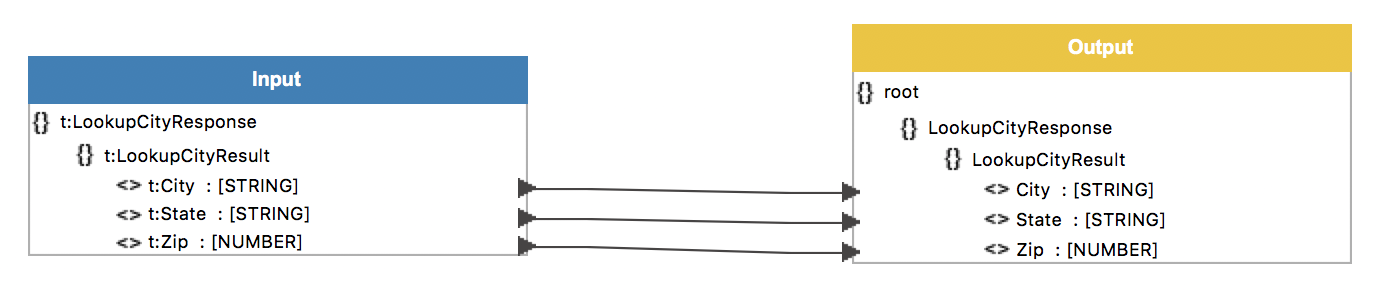 Input
{} t:LookupCityResponse
{} t:LookupCityResult
<> t:City : [STRING]
<> t:State : [STRING]
<> t:Zip : [NUMBER]
Output
{} root
{} LookupCityResponse
{} LookupCityResult
<> City : [STRING]
<> State : [STRING]
<> Zip : [NUMBER]